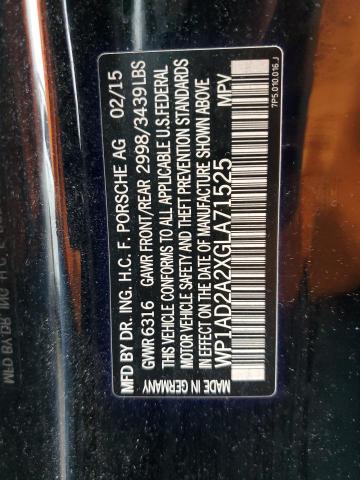 MFD BY DR. ING. H.C. F. PORSCHE AG 02/15
GVWR 6316 GAWR FRONT/REAR 2998/3439 LBS
THIS VEHICLE CONFORMS TO ALL APPLICABLE U.S. FEDERAL
MOTOR VEHICLE SAFETY AND THEFT PREVENTION STANDARDS
IN EFFECT ON THE DATE OF MANUFACTURE SHOWN ABOVE.
WP1AD2A2XGLA71525 MPV
MADE IN GERMANY 7P5.010.016.J